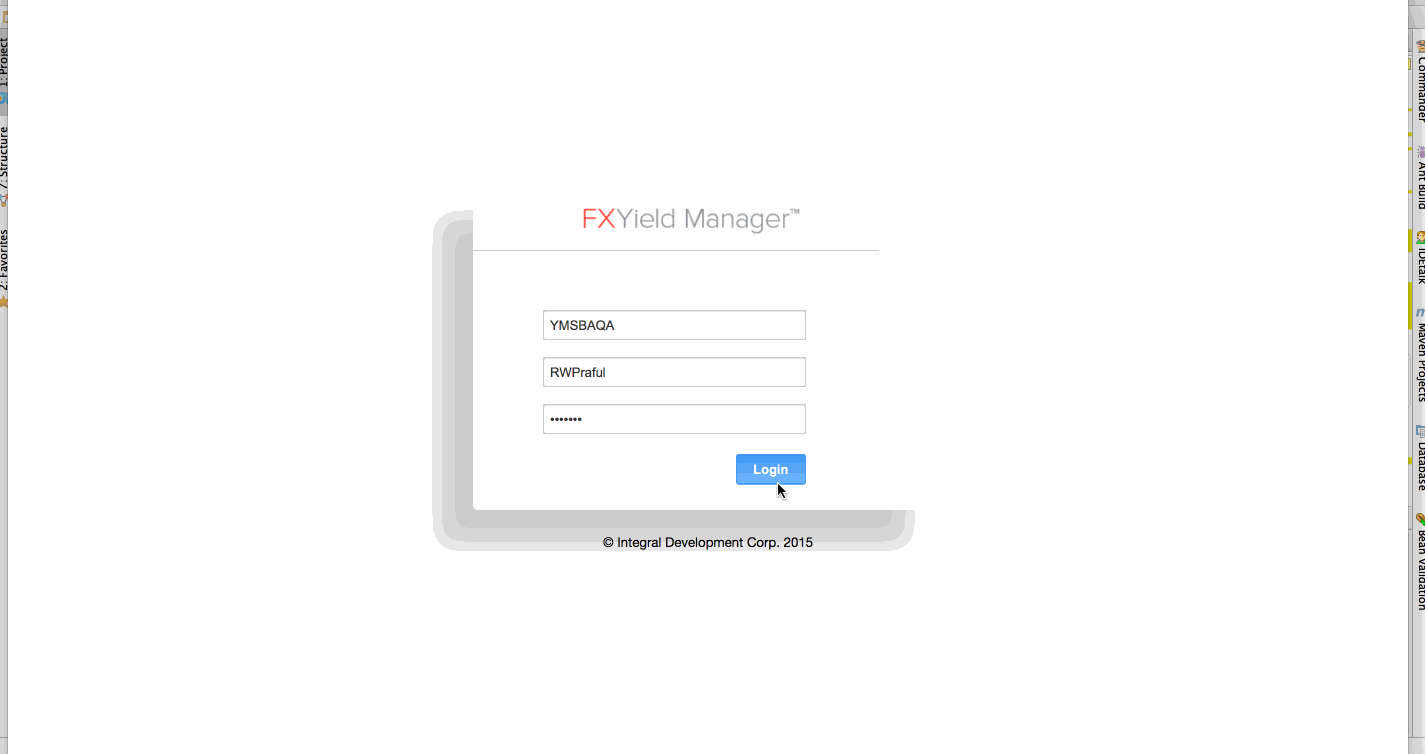 1: Project
7: Structure
2: Favorites
FXYield Manager™
YMSBAQA
RWPraful
•••••••
Login
© Integral Development Corp. 2015
Commander
Ant Build
IDEtalk
Maven Projects
Database
Bean Validation